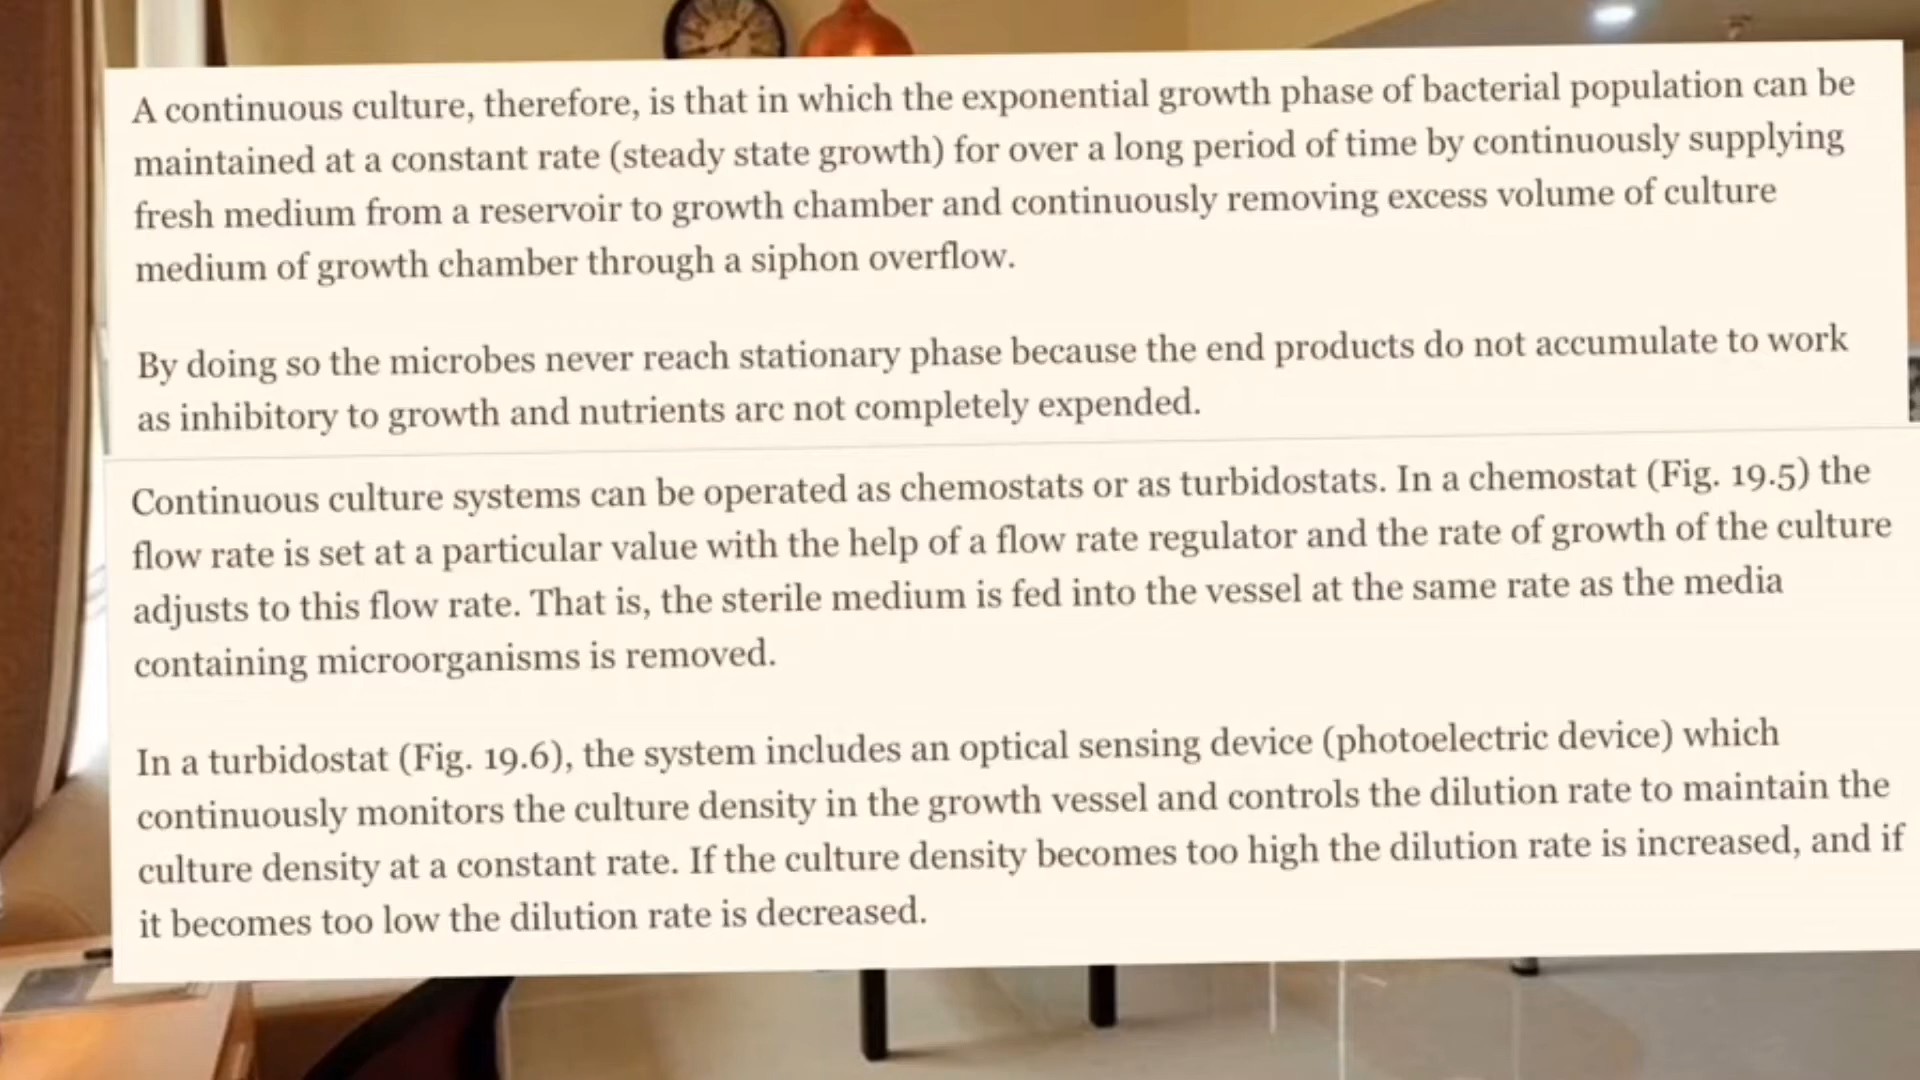 A continuous culture, therefore, is that in which the exponential growth phase of bacterial population can be
maintained at a constant rate (steady state growth) for over a long period of time by continuously supplying
fresh medium from a reservoir to growth chamber and continuously removing excess volume of culture
medium of growth chamber through a siphon overflow.
By doing so the microbes never reach stationary phase because the end products do not accumulate to work
as inhibitory to growth and nutrients arc not completely expended.
Continuous culture systems can be operated as chemostats or as turbidostats. In a chemostat (Fig. 19.5) the
flow rate is set at a particular value with the help of a flow rate regulator and the rate of growth of the culture
adjusts to this flow rate. That is, the sterile medium is fed into the vessel at the same rate as the media
containing microorganisms is removed.
In a turbidostat (Fig. 19.6), the system includes an optical sensing device (photoelectric device) which
continuously monitors the culture density in the growth vessel and controls the dilution rate to maintain the
culture density at a constant rate. If the culture density becomes too high the dilution rate is increased, and if
it becomes too low the dilution rate is decreased.